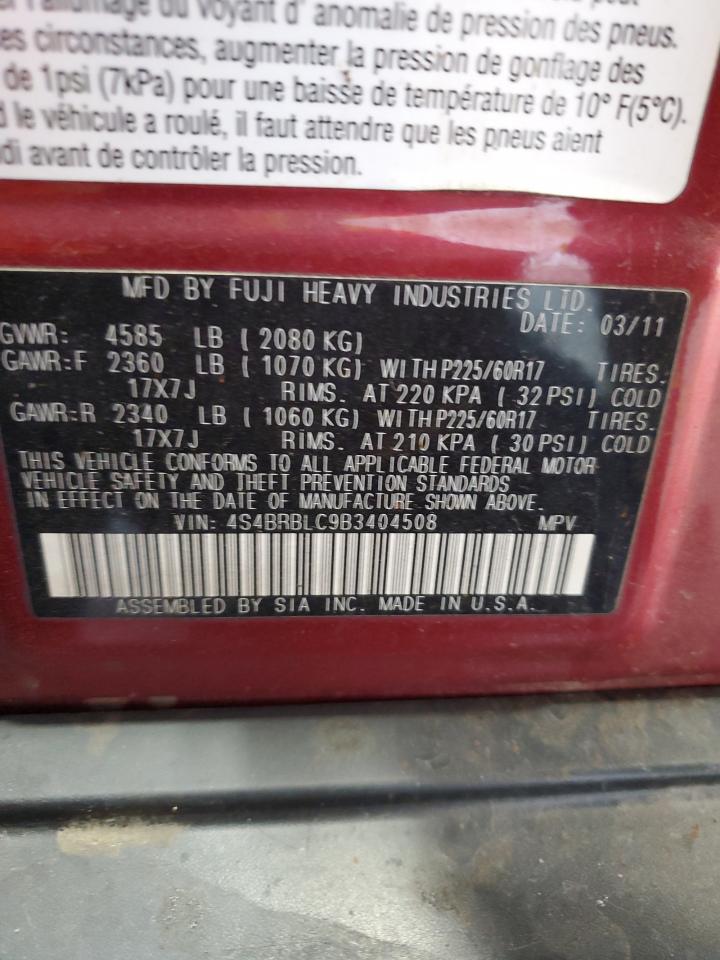 l'allumage du voyant d' anomalie de pression des pneus.
es circonstances, augmenter la pression de gonflage des
de 1psi (7kPa) pour une baisse de température de 10° F(5°C).
d le véhicule a roulé, il faut attendre que les pneus aient
di avant de contrôler la pression.
MFD BY FUJI HEAVY INDUSTRIES LTD.
DATE: 03/11
GVWR: 4585 LB ( 2080 KG)
GAWR:F 2360 LB ( 1070 KG) WITH P225/60R17 TIRES.
17X7J RIMS. AT 220 KPA ( 32 PSI) COLD
GAWR:R 2340 LB ( 1060 KG) WITH P225/60R17 TIRES.
17X7J RIMS. AT 210 KPA ( 30 PSI) COLD
THIS VEHICLE CONFORMS TO ALL APPLICABLE FEDERAL MOTOR
VEHICLE SAFETY AND THEFT PREVENTION STANDARDS
IN EFFECT ON THE DATE OF MANUFACTURE SHOWN ABOVE.
VIN: 4S4BRBLC9B3404508 MPV
ASSEMBLED BY SIA INC. MADE IN U.S.A.